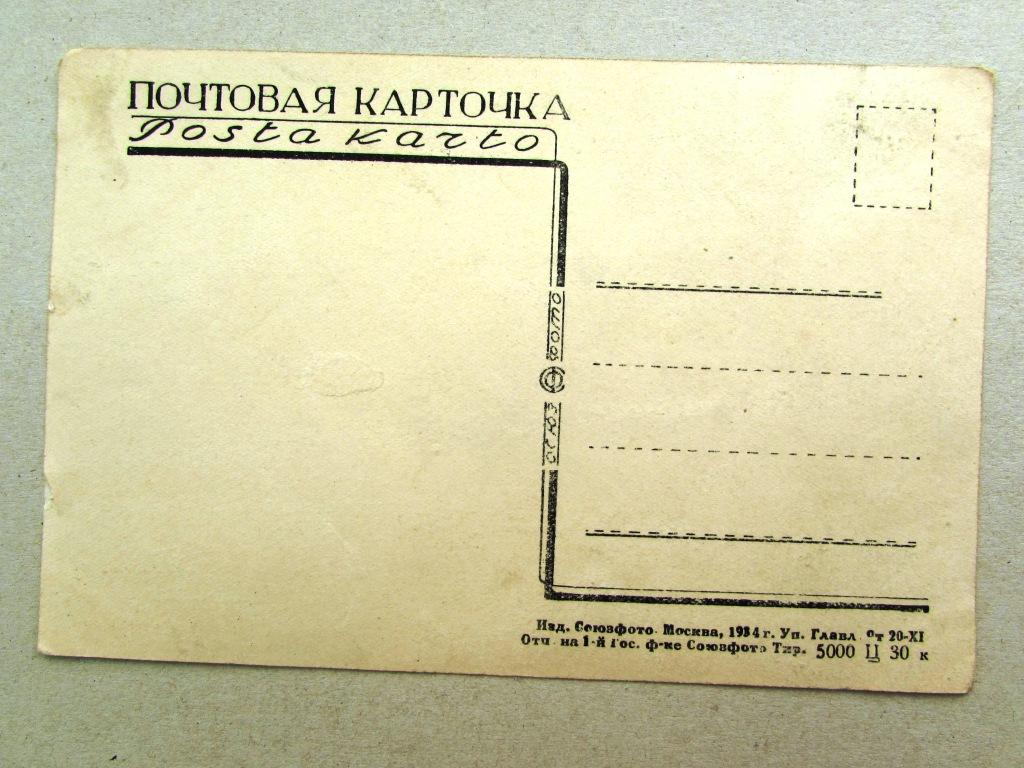 ПОЧТОВАЯ КАРТОЧКА
Posta karto
СОЮЗ Ф ФОТО
Изд. Союзфото Москва, 1934 г. Уп. Главл от 20-XI
Отп. на 1-й Гос. ф-ке Союзфото Тир. 5000 Ц 30 к